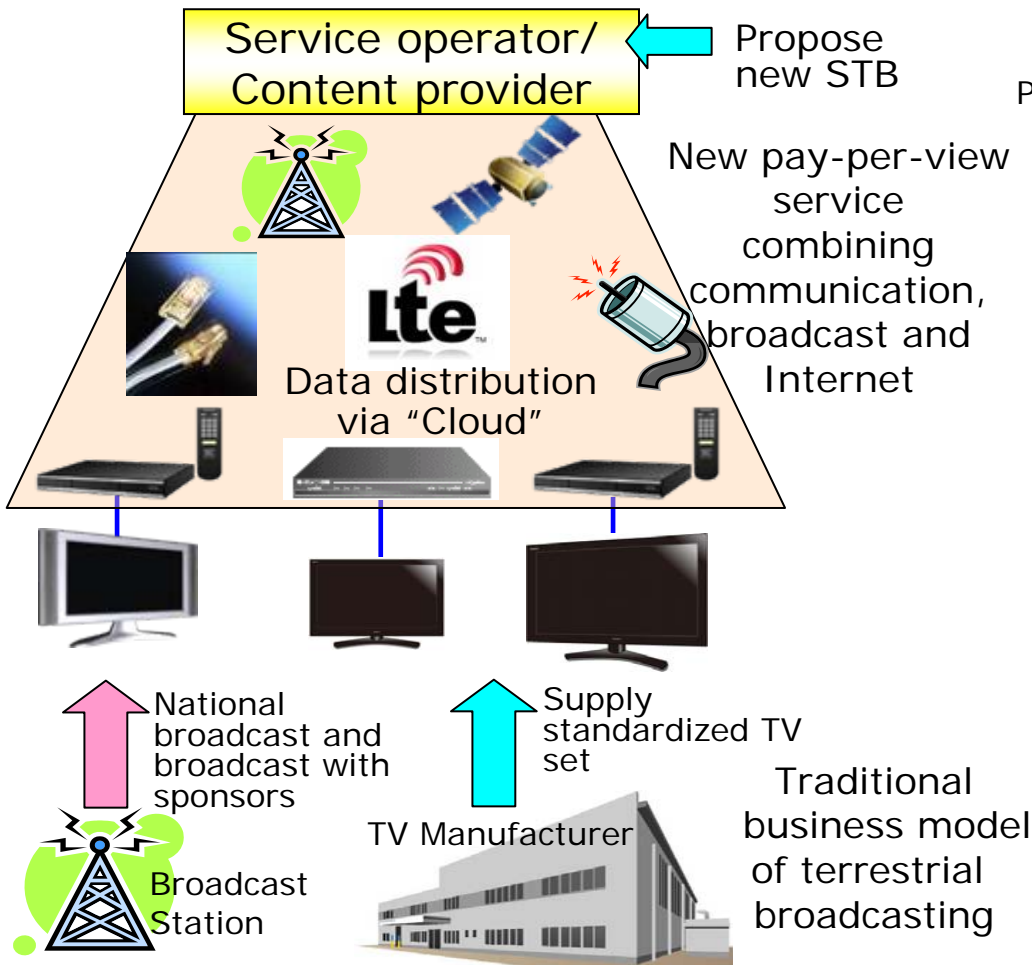 Service operator/
Content provider
Propose
new STB
P
New pay-per-view
service
combining
communication,
broadcast and
Internet
Lte™
Data distribution
via “Cloud”
National
broadcast and
broadcast with
sponsors
Supply
standardized TV
set
TV Manufacturer
Broadcast
Station
Traditional
business model
of terrestrial
broadcasting